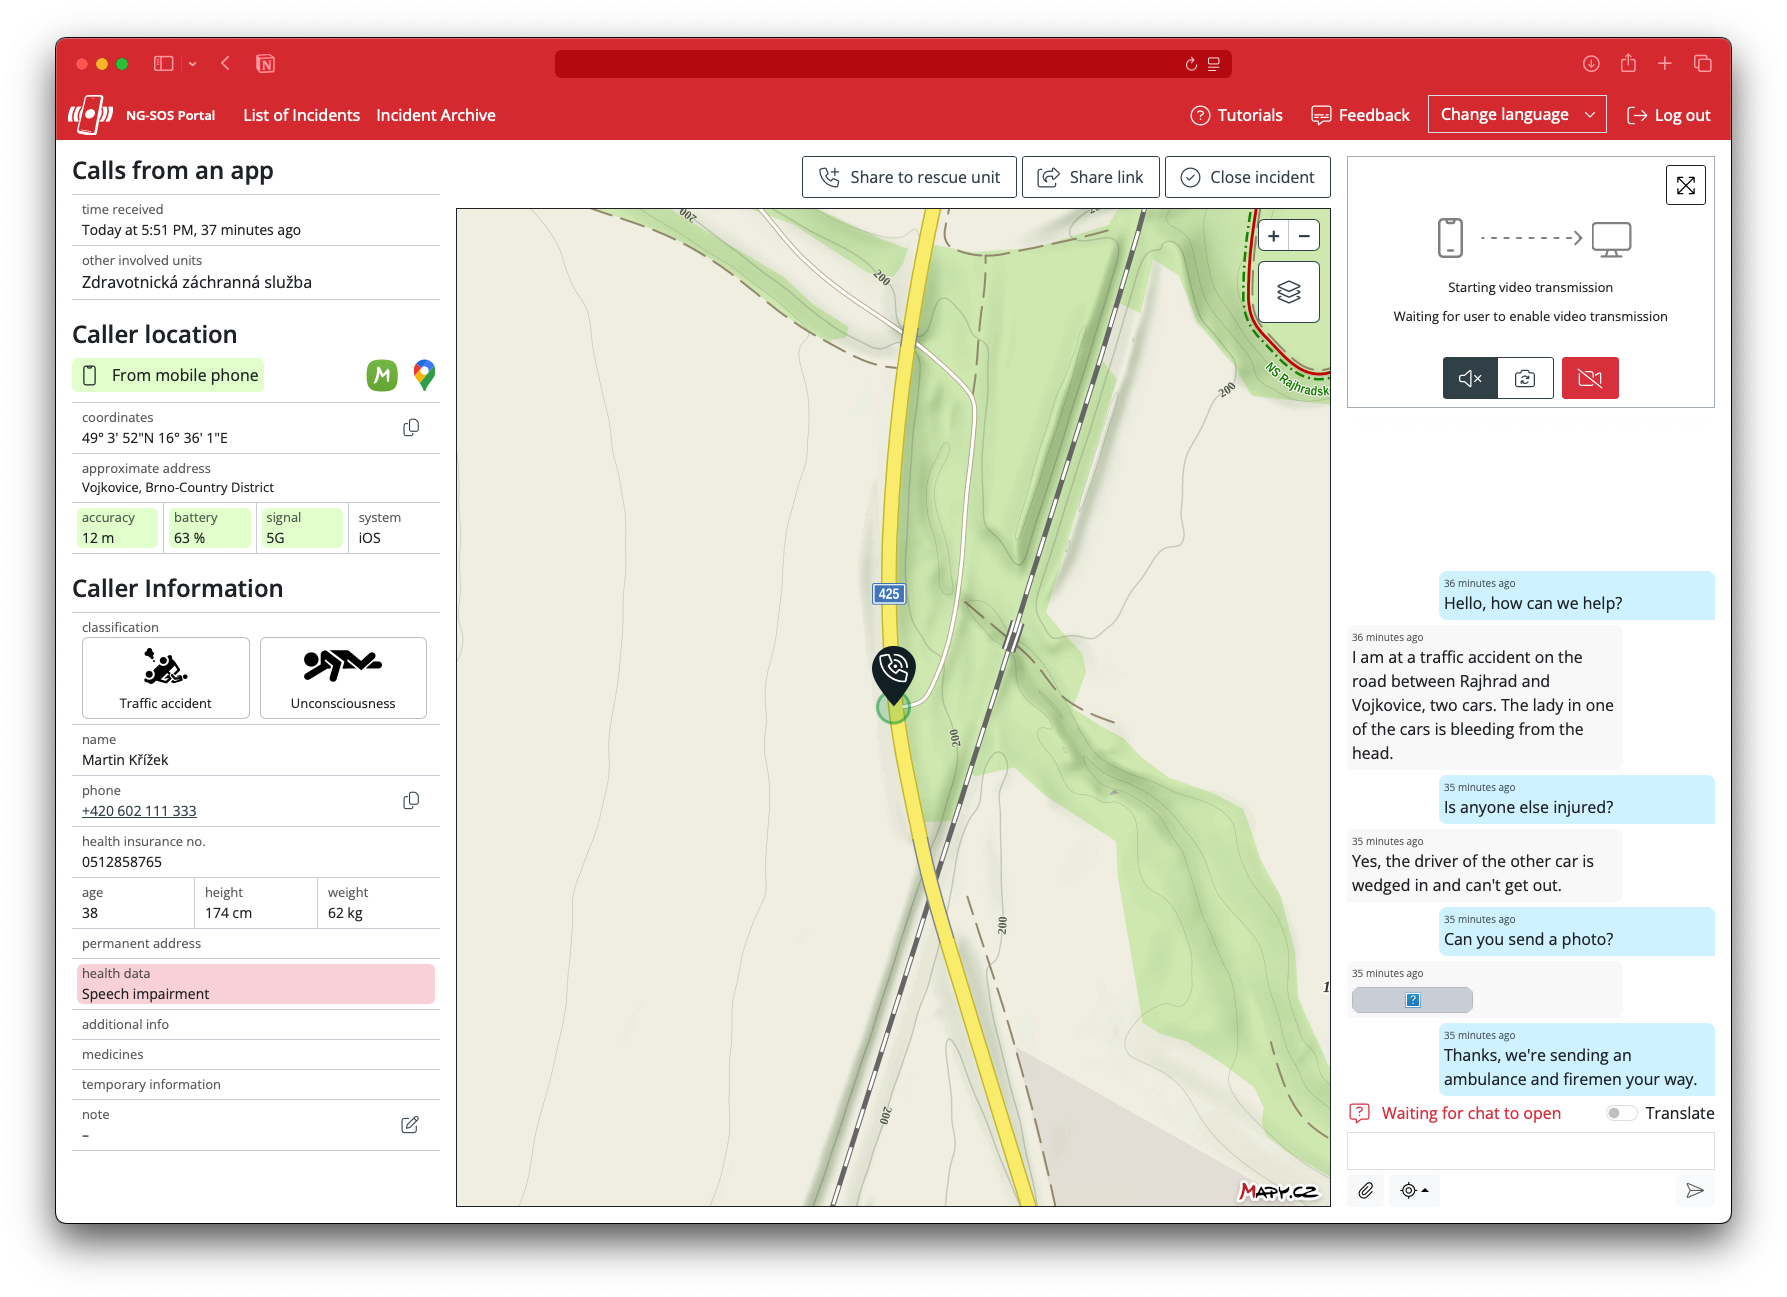 NG-SOS Portal
List of Incidents
Incident Archive
Tutorials
Feedback
Change language
Log out
Calls from an app
time received
Today at 5:51 PM, 37 minutes ago
other involved units
Zdravotnická záchranná služba
Caller location
From mobile phone
coordinates
49° 3' 52"N 16° 36' 1"E
approximate address
Vojkovice, Brno-Country District
accuracy
12 m
battery
63 %
signal
5G
system
iOS
Caller Information
classification
Traffic accident
Unconsciousness
name
Martin Křížek
phone
+420 602 111 333
health insurance no.
0512858765
age
38
height
174 cm
weight
62 kg
permanent address
health data
Speech impairment
additional info
medicines
temporary information
note
–
Share to rescue unit
Share link
Close incident
+
−
200
200
200
NS Rajhradsk
425
200
200
200
MAPY.CZ
Starting video transmission
Waiting for user to enable video transmission
36 minutes ago
Hello, how can we help?
36 minutes ago
I am at a traffic accident on the
road between Rajhrad and
Vojkovice, two cars. The lady in one
of the cars is bleeding from the
head.
35 minutes ago
Is anyone else injured?
35 minutes ago
Yes, the driver of the other car is
wedged in and can't get out.
35 minutes ago
Can you send a photo?
35 minutes ago
35 minutes ago
Thanks, we're sending an
ambulance and firemen your way.
Waiting for chat to open
Translate